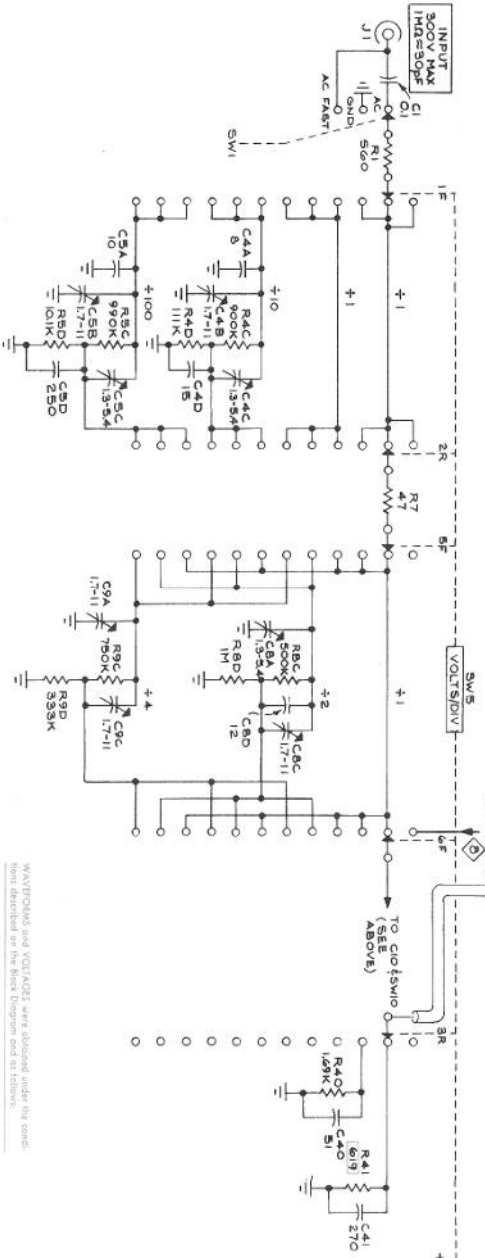 INPUT
300V MAX
1MΩ≈30pF
J1
C1
0.1
AC
GND
AC FAST
SW1
R1
560
1F
÷1
÷1
÷10
C4A
8
C4B
1.7-11
R4C
900K
C4C
1.3-5.4
R4D
111K
C4D
15
÷100
C5A
10
C5B
1.7-11
R5C
990K
C5C
1.3-5.4
R5D
10.1K
C5D
250
2R
R7
47
5F
SW5
VOLTS/DIV
÷1
÷2
R8C
500K
C8A
1.3-5.4
C8C
1.7-11
R8D
1M
C8D
12
÷4
C9A
1.7-11
R9C
750K
C9C
1.7-11
R9D
333K
6F
8
TO C10 & SW10
(SEE
ABOVE)
3R
R40
1.69K
C40
51
R41
619
C41
270
WAVEFORMS and VOLTAGES were obtained under the condi-
tions described on the Block Diagram and as follows: